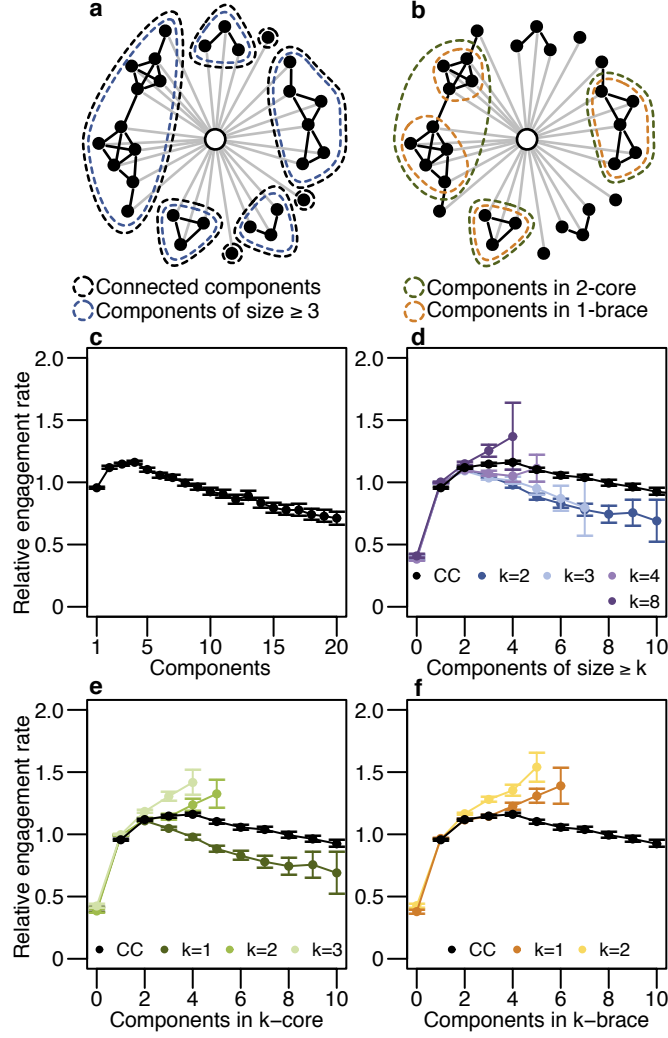 a
b
Connected components
Components of size ≥ 3
Components in 2-core
Components in 1-brace
c
Relative engagement rate
2.0
1.5
1.0
0.5
0
1 5 10 15 20
Components
d
2.0
1.5
1.0
0.5
0
CC k=2 k=3 k=4
k=8
0 2 4 6 8 10
Components of size ≥ k
e
Relative engagement rate
2.0
1.5
1.0
0.5
0
CC k=1 k=2 k=3
0 2 4 6 8 10
Components in k−core
f
2.0
1.5
1.0
0.5
0
CC k=1 k=2
0 2 4 6 8 10
Components in k−brace